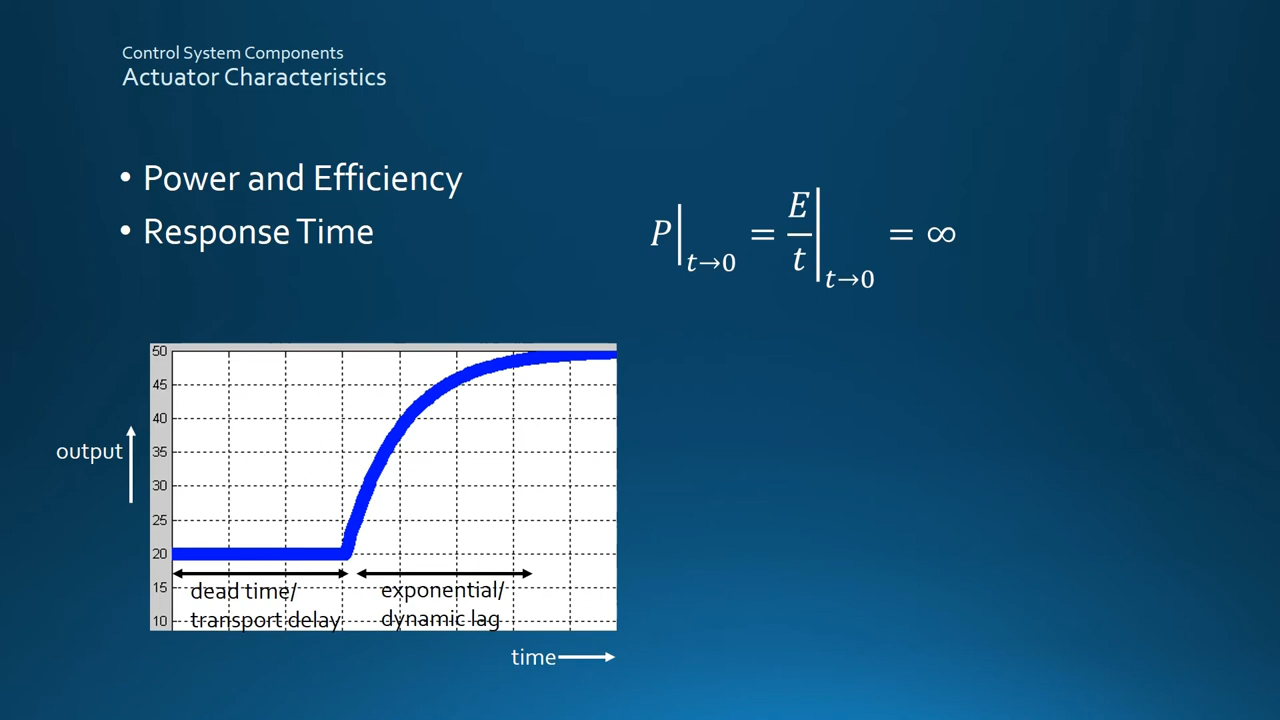 Control System Components
Actuator Characteristics
• Power and Efficiency
• Response Time
P|t→0 = E/t|t→0 = ∞
50
45
40
35
30
25
20
15
10
output
dead time/
transport delay
exponential/
dynamic lag
time